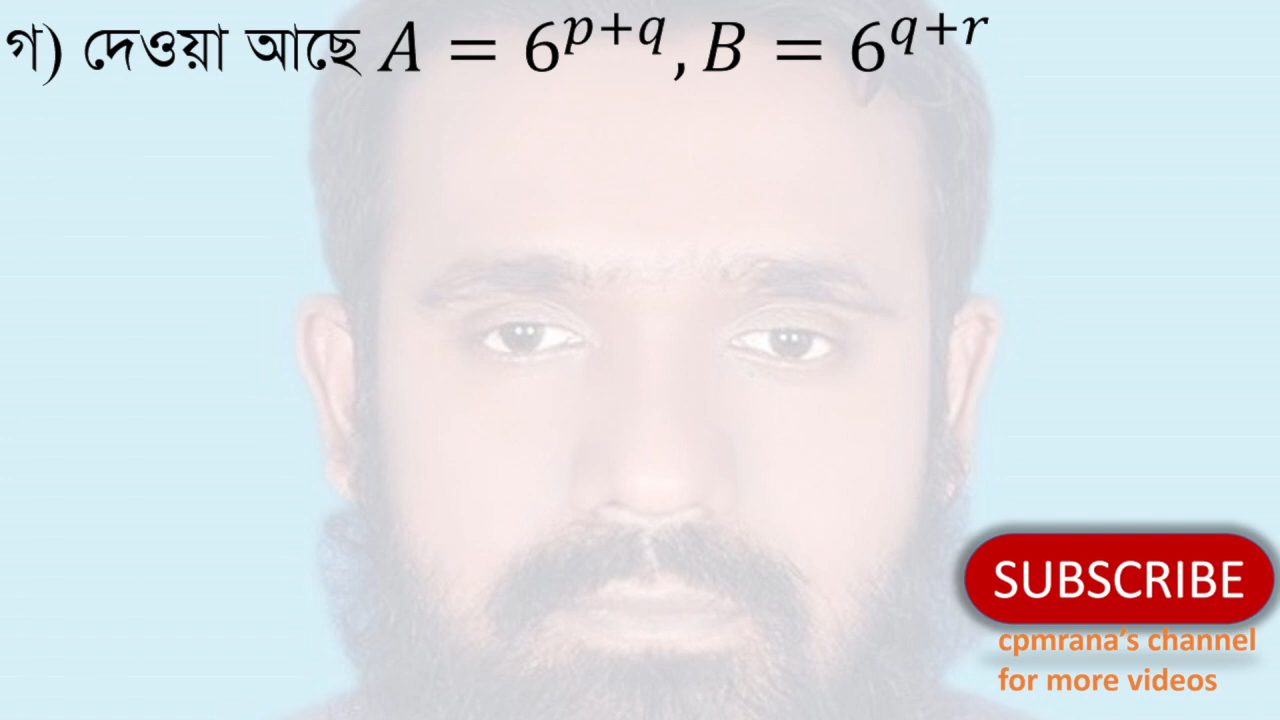 গ) দেওয়া আছে A = 6^{p+q}, B = 6^{q+r}
SUBSCRIBE
cpmrana's channel
for more videos